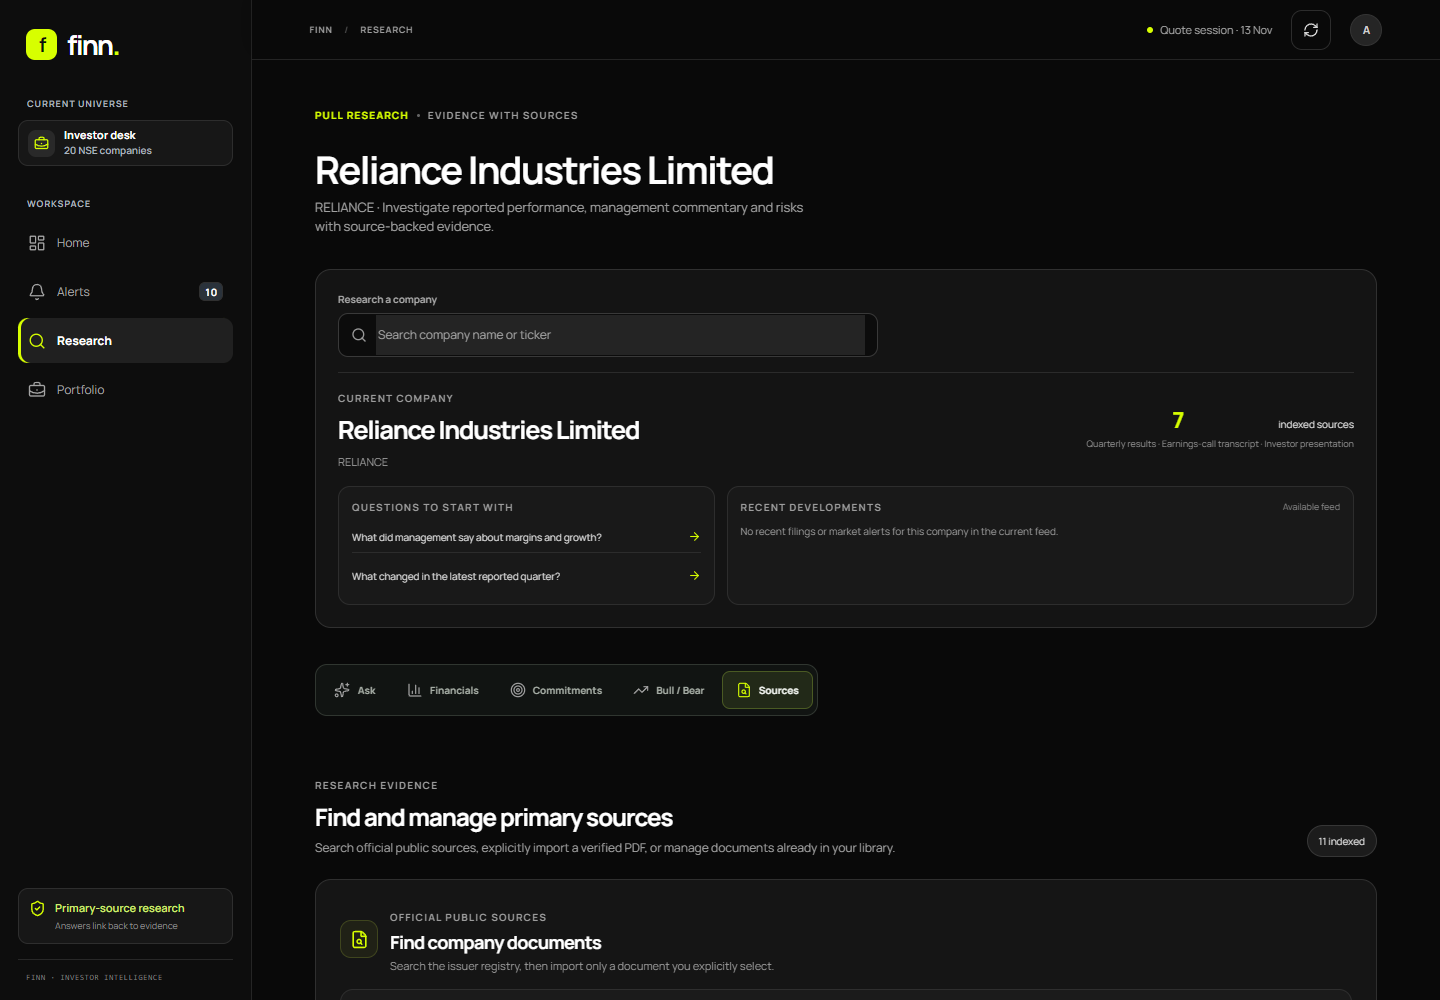 f finn.
CURRENT UNIVERSE
Investor desk
20 NSE companies
WORKSPACE
Home
Alerts 10
Research
Portfolio
Primary-source research
Answers link back to evidence
FINN · INVESTOR INTELLIGENCE
FINN / RESEARCH
Quote session · 13 Nov
A
PULL RESEARCH • EVIDENCE WITH SOURCES
Reliance Industries Limited
RELIANCE · Investigate reported performance, management commentary and risks
with source-backed evidence.
Research a company
Search company name or ticker
CURRENT COMPANY
Reliance Industries Limited
RELIANCE
7 indexed sources
Quarterly results · Earnings-call transcript · Investor presentation
QUESTIONS TO START WITH
What did management say about margins and growth?
What changed in the latest reported quarter?
RECENT DEVELOPMENTS
Available feed
No recent filings or market alerts for this company in the current feed.
Ask
Financials
Commitments
Bull / Bear
Sources
RESEARCH EVIDENCE
Find and manage primary sources
Search official public sources, explicitly import a verified PDF, or manage documents already in your library.
11 indexed
OFFICIAL PUBLIC SOURCES
Find company documents
Search the issuer registry, then import only a document you explicitly select.